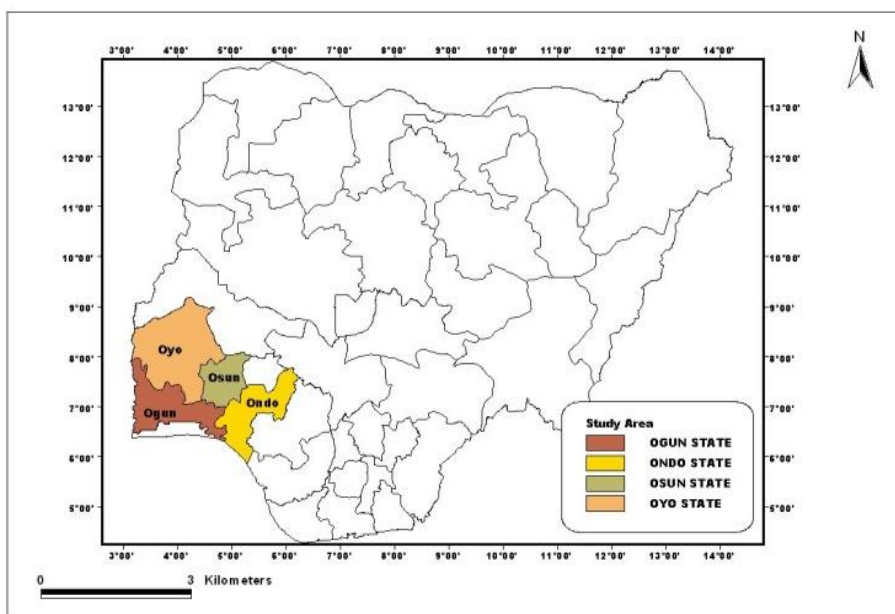 N
3°00' 4°00' 5°00' 6°00' 7°00' 8°00' 9°00' 10°00' 11°00' 12°00' 13°00' 14°00'
13°00' 13°00'
12°00' 12°00'
11°00' 11°00'
10°00' 10°00'
9°00' 9°00'
8°00' 8°00'
7°00' 7°00'
6°00' 6°00'
5°00' 5°00'
Oyo
Osun
Ondo
Ogun
Study Area
OGUN STATE
ONDO STATE
OSUN STATE
OYO STATE
3°00' 4°00' 5°00' 6°00' 7°00' 8°00' 9°00' 10°00' 11°00' 12°00' 13°00' 14°00'
0 3 Kilometers